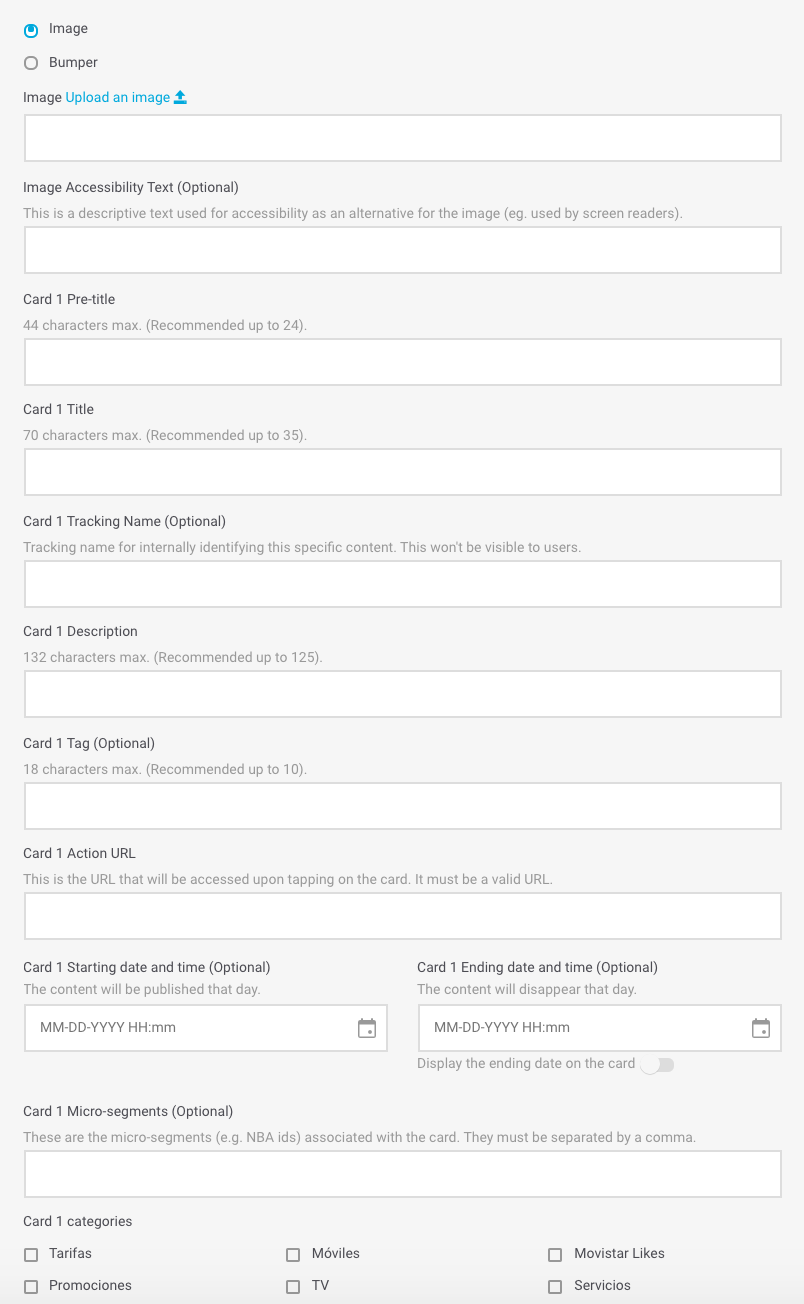 Image
Bumper
Image Upload an image
Image Accessibility Text (Optional)
This is a descriptive text used for accessibility as an alternative for the image (eg. used by screen readers).
Card 1 Pre-title
44 characters max. (Recommended up to 24).
Card 1 Title
70 characters max. (Recommended up to 35).
Card 1 Tracking Name (Optional)
Tracking name for internally identifying this specific content. This won't be visible to users.
Card 1 Description
132 characters max. (Recommended up to 125).
Card 1 Tag (Optional)
18 characters max. (Recommended up to 10).
Card 1 Action URL
This is the URL that will be accessed upon tapping on the card. It must be a valid URL.
Card 1 Starting date and time (Optional)
The content will be published that day.
MM-DD-YYYY HH:mm
Card 1 Ending date and time (Optional)
The content will disappear that day.
MM-DD-YYYY HH:mm
Display the ending date on the card
Card 1 Micro-segments (Optional)
These are the micro-segments (e.g. NBA ids) associated with the card. They must be separated by a comma.
Card 1 categories
Tarifas Móviles Movistar Likes
Promociones TV Servicios